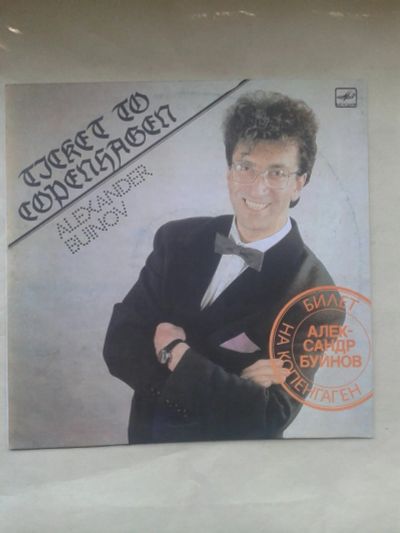 TICKET TO
COPENHAGEN
ALEXANDER
BUINOV
БИЛЕТ
НА КОПЕНГАГЕН
АЛЕК-
САНДР
БУЙНОВ